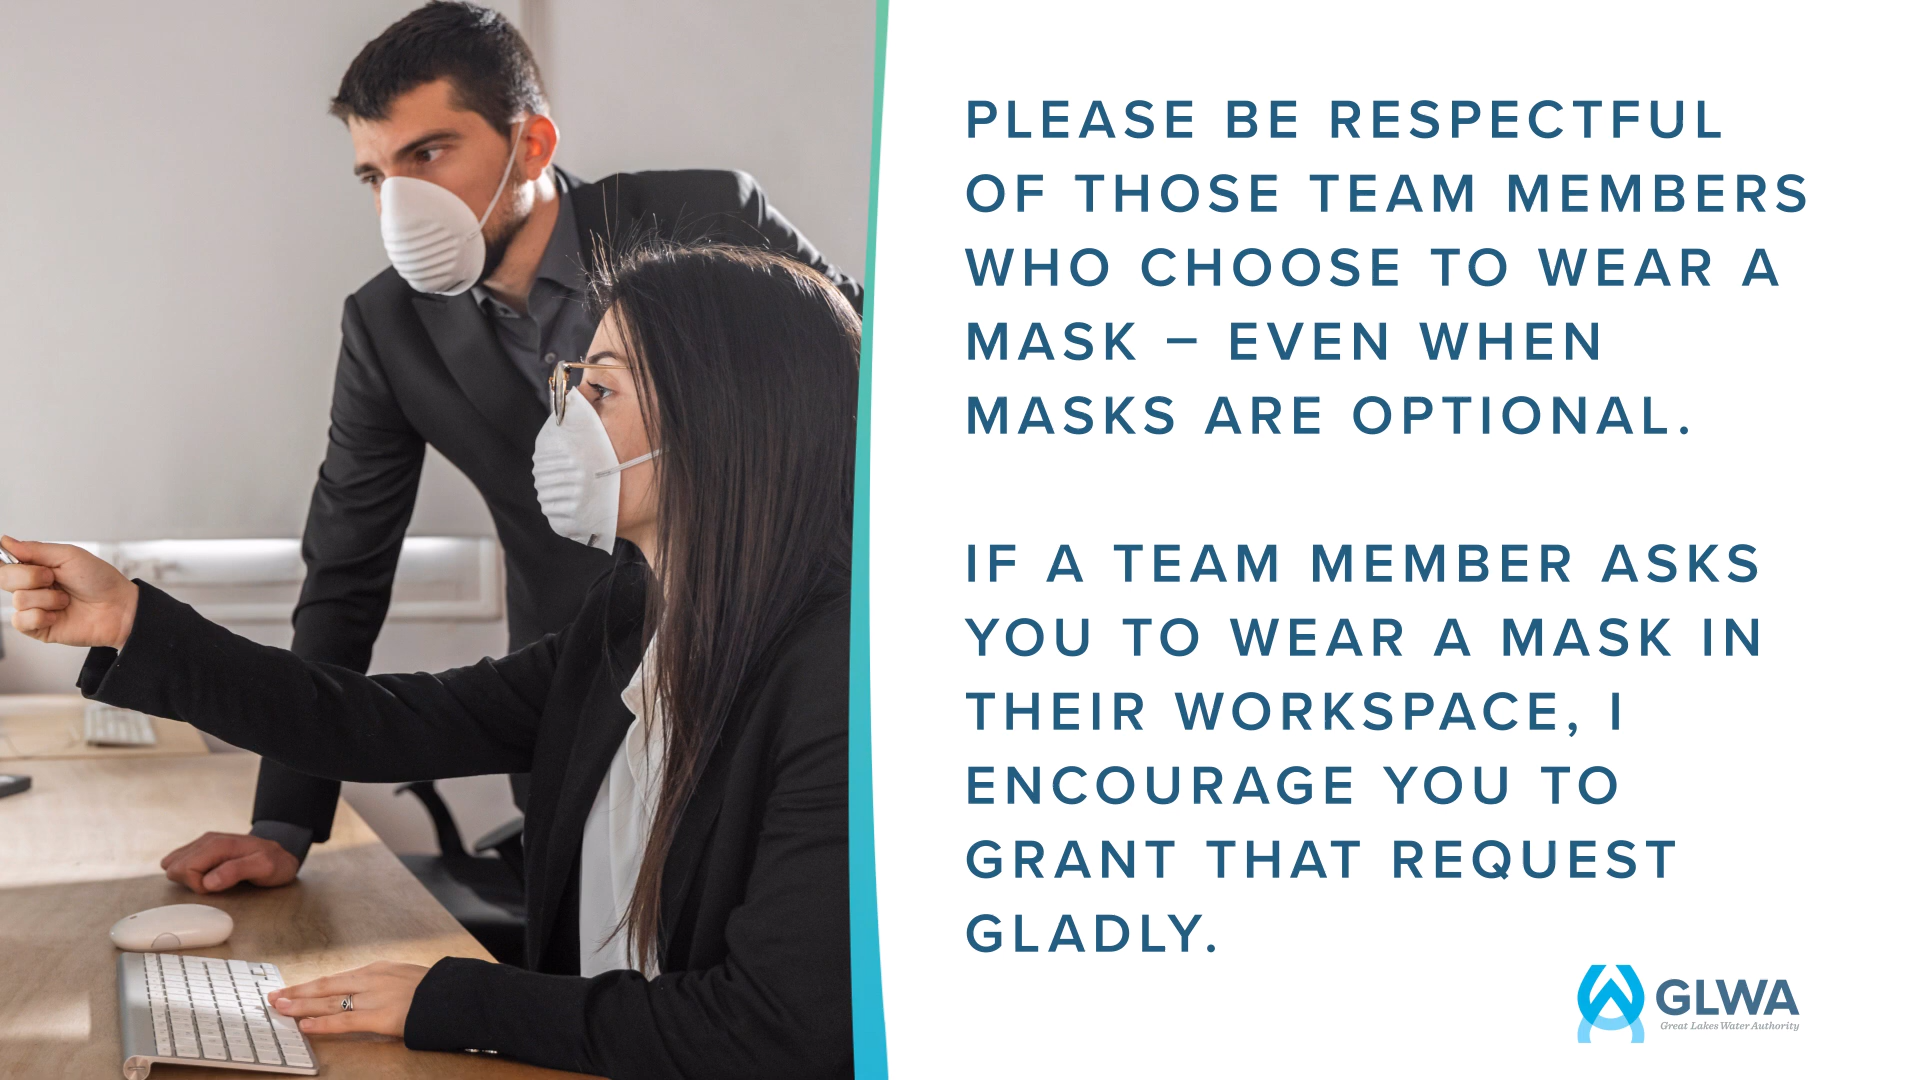 PLEASE BE RESPECTFUL
OF THOSE TEAM MEMBERS
WHO CHOOSE TO WEAR A
MASK – EVEN WHEN
MASKS ARE OPTIONAL.
IF A TEAM MEMBER ASKS
YOU TO WEAR A MASK IN
THEIR WORKSPACE, I
ENCOURAGE YOU TO
GRANT THAT REQUEST
GLADLY.
GLWA
Great Lakes Water Authority